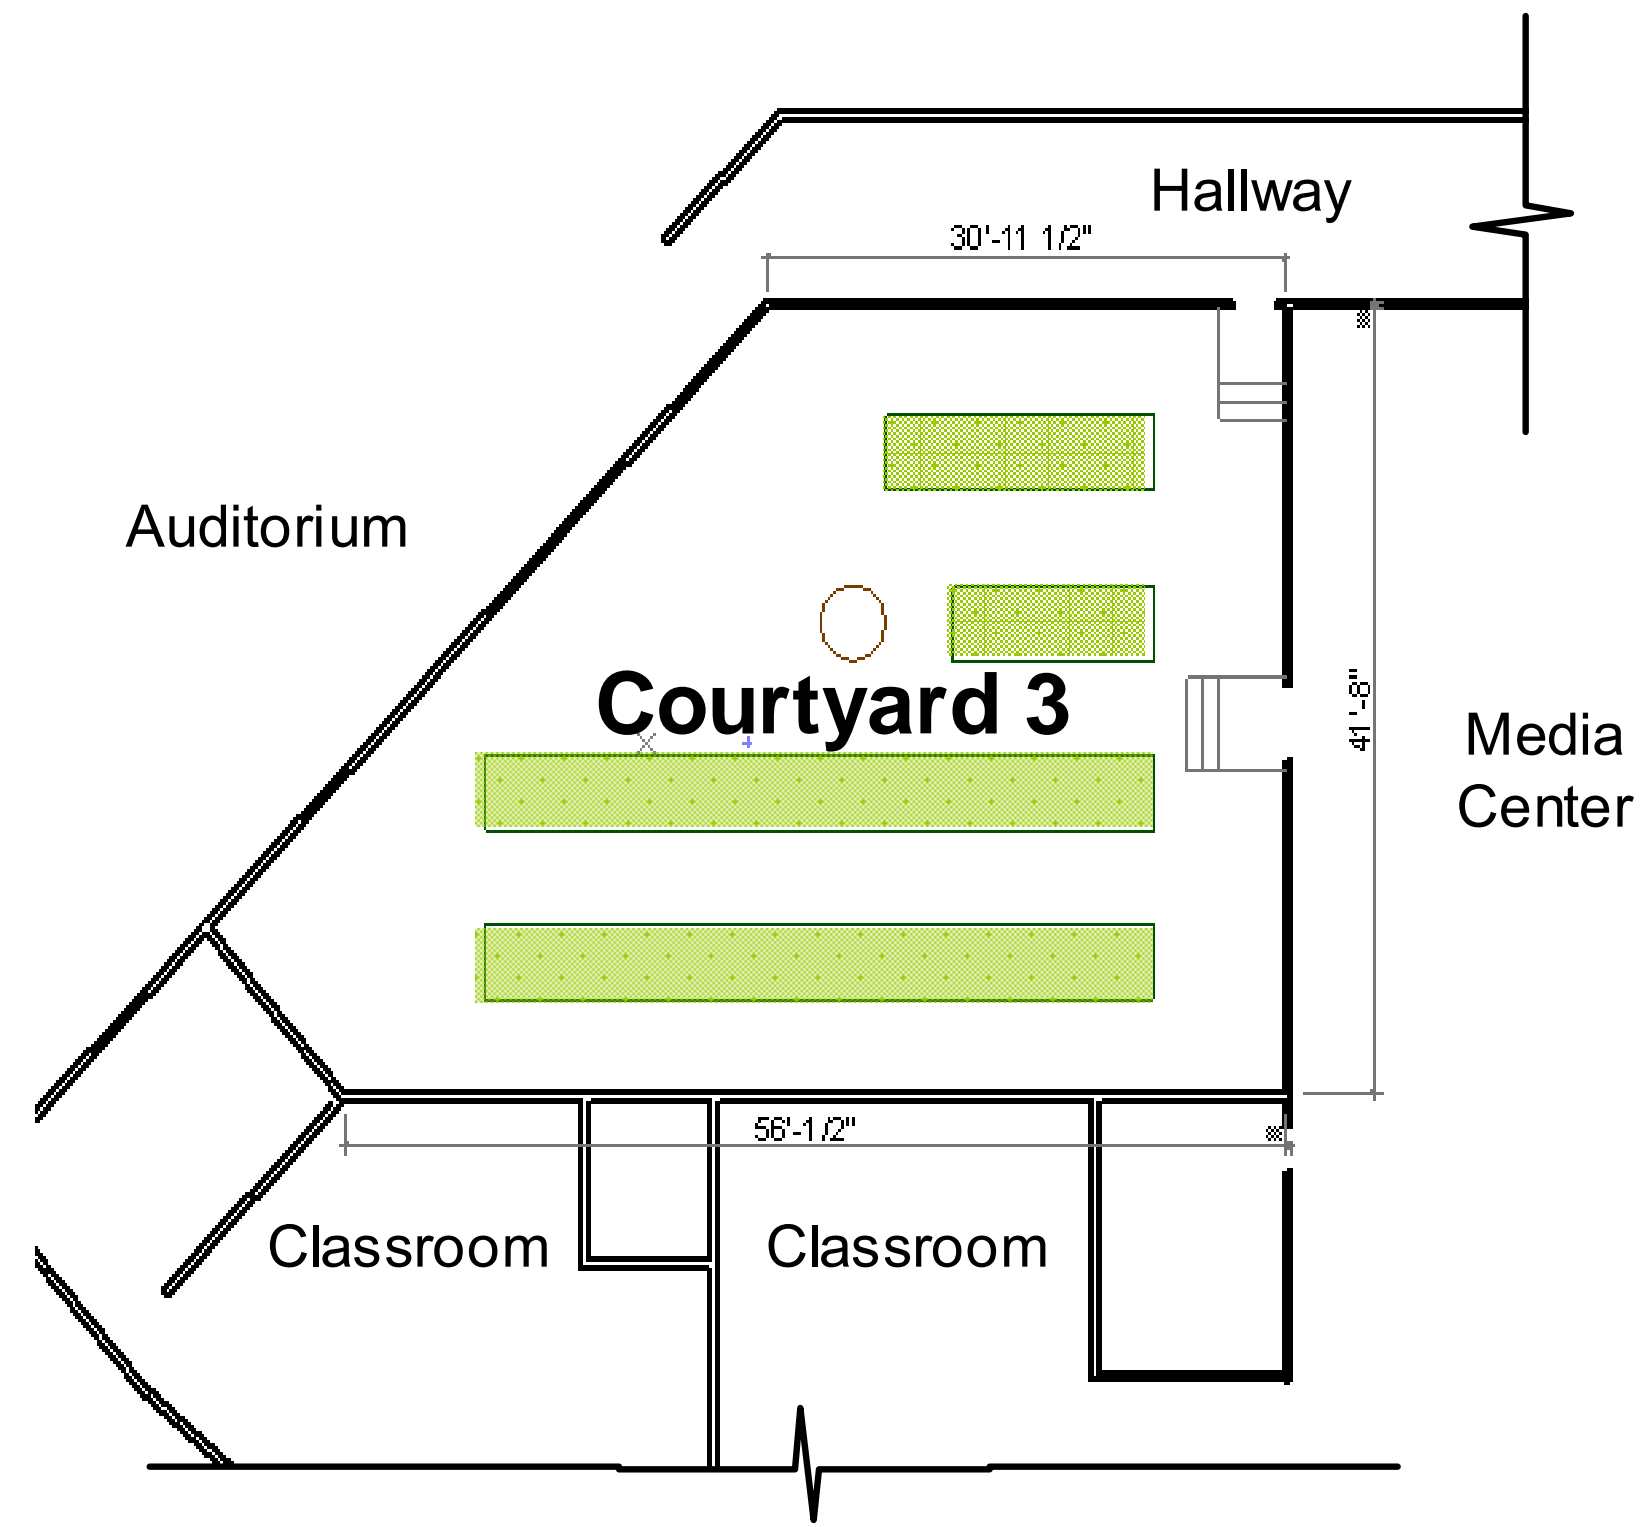 Hallway
30'-11 1/2"
Auditorium
Courtyard 3
41'-8"
Media
Center
56'-1/2"
Classroom
Classroom